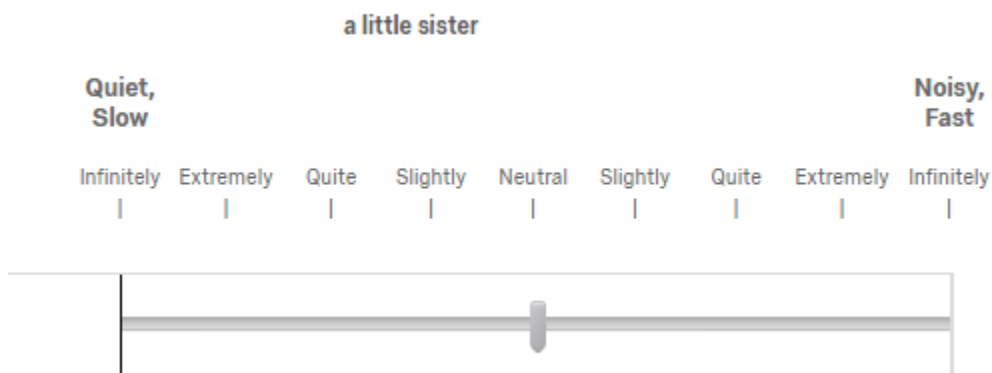 a little sister
Quiet,
Slow
Noisy,
Fast
Infinitely Extremely Quite Slightly Neutral Slightly Quite Extremely Infinitely